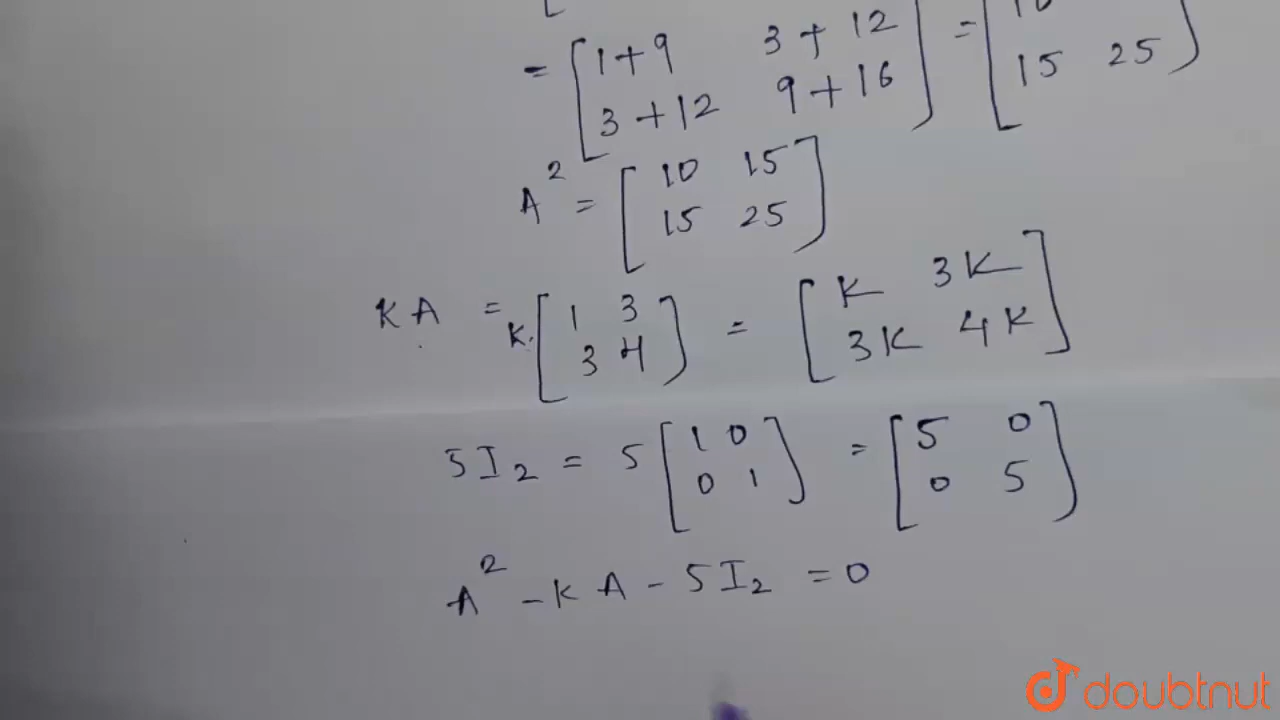 = [1+9 3+12] = [10
3+12 9+16] 15 25]
A² = [10 15
15 25]
KA = K. [1 3 = [K 3K
3 4] 3K 4K]
5I₂ = 5 [1 0 = [5 0
0 1] 0 5]
A² - KA - 5I₂ = 0
doubtnut